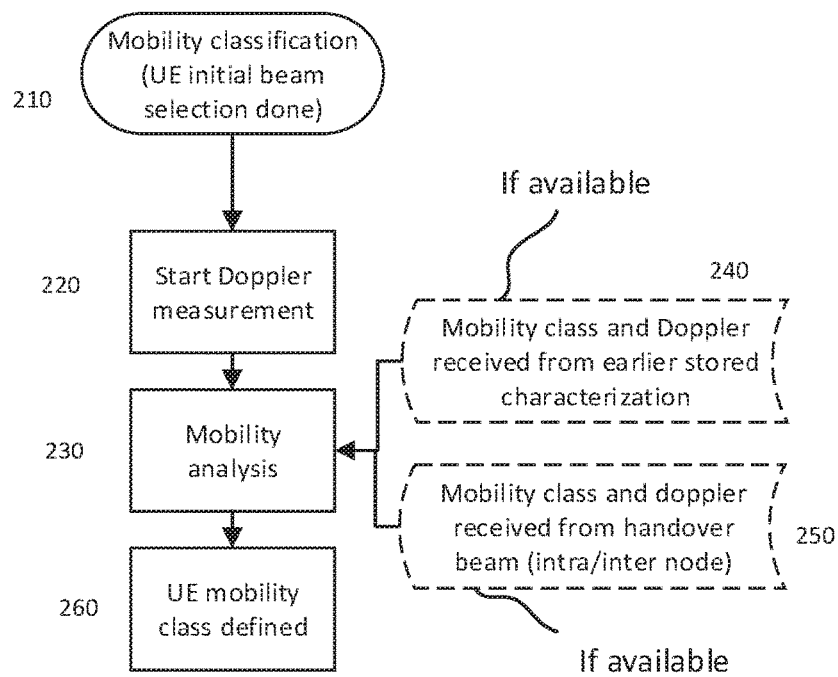 Mobility classification
(UE initial beam
selection done)
210
If available
220
Start Doppler
measurement
240
Mobility class and Doppler
received from earlier stored
characterization
230
Mobility
analysis
Mobility class and doppler
received from handover
beam (intra/inter node)
250
260
UE mobility
class defined
If available